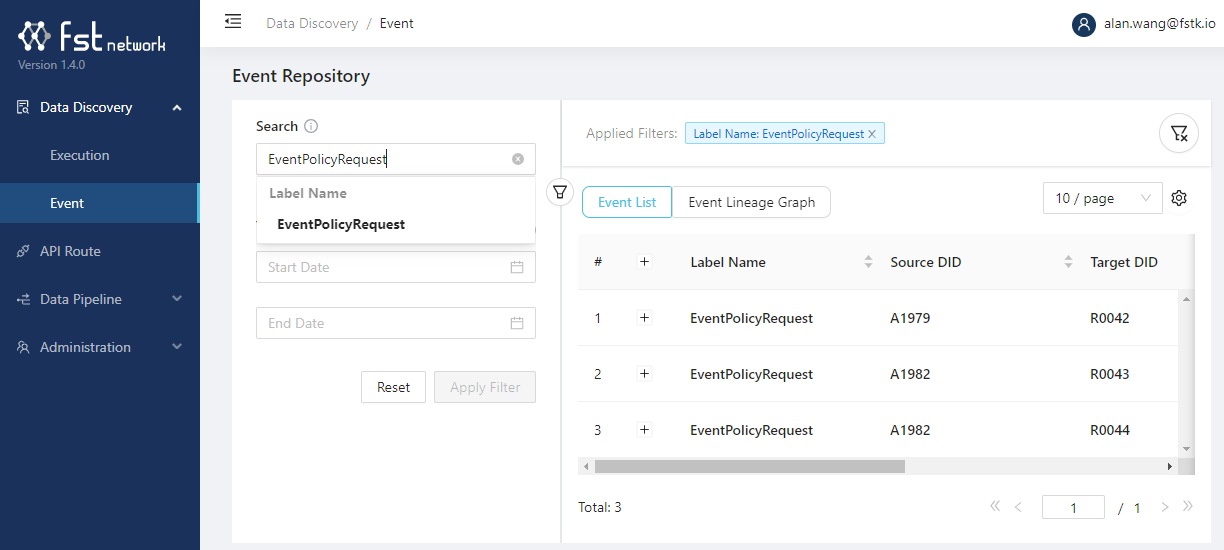 fst network
Version 1.4.0
Data Discovery
Execution
Event
API Route
Data Pipeline
Administration
Data Discovery / Event
alan.wang@fstk.io
Event Repository
Search
EventPolicyRequest
Label Name
EventPolicyRequest
Start Date
End Date
Reset
Apply Filter
Applied Filters:
Label Name: EventPolicyRequest
Event List
Event Lineage Graph
10 / page
# + Label Name Source DID Target DID
1 + EventPolicyRequest A1979 R0042
2 + EventPolicyRequest A1982 R0043
3 + EventPolicyRequest A1982 R0044
Total: 3
1 / 1